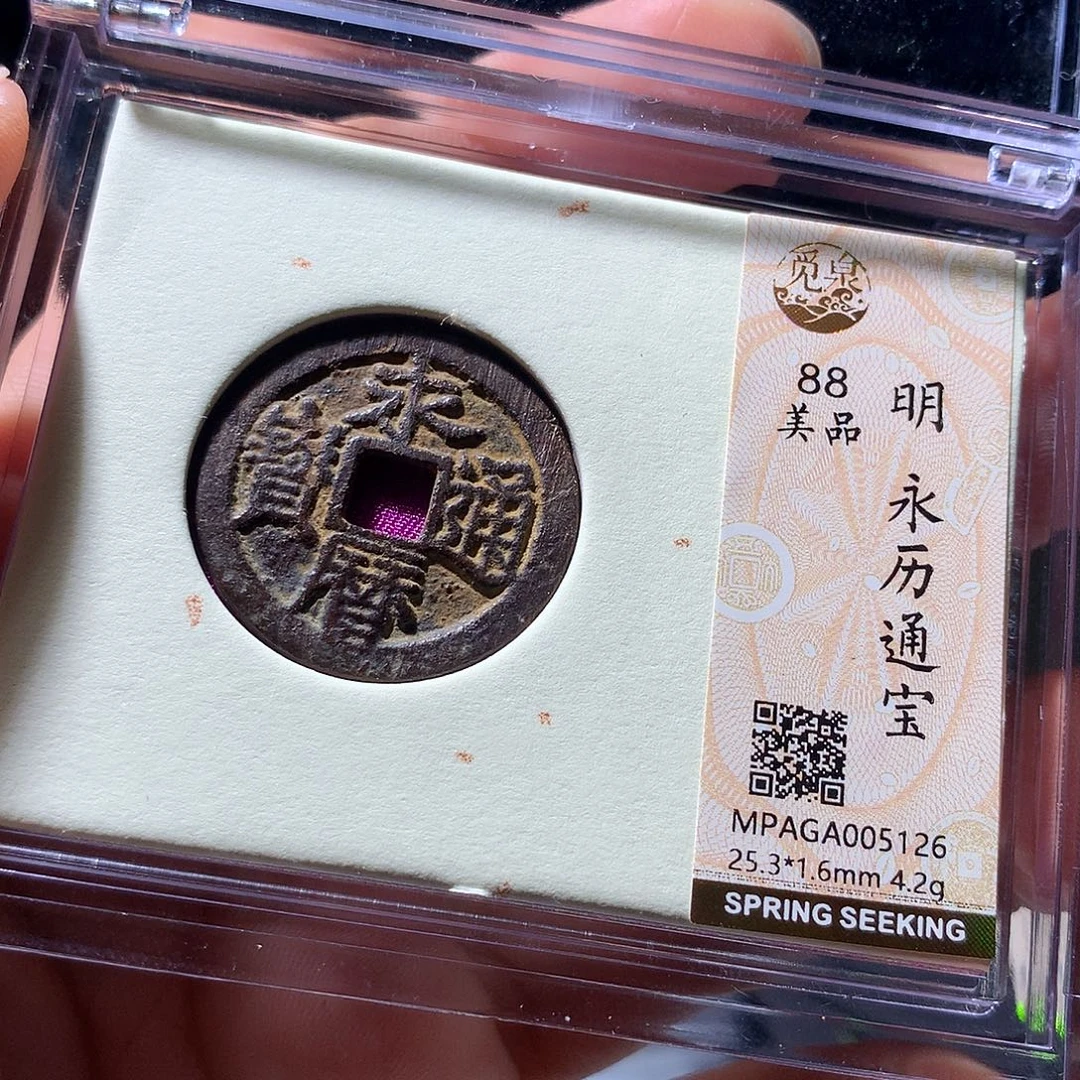 永曆通寶
觅泉
88
美品
明 永历通宝
MPAGA005126
25.3*1.6mm 4.2g
SPRING SEEKING